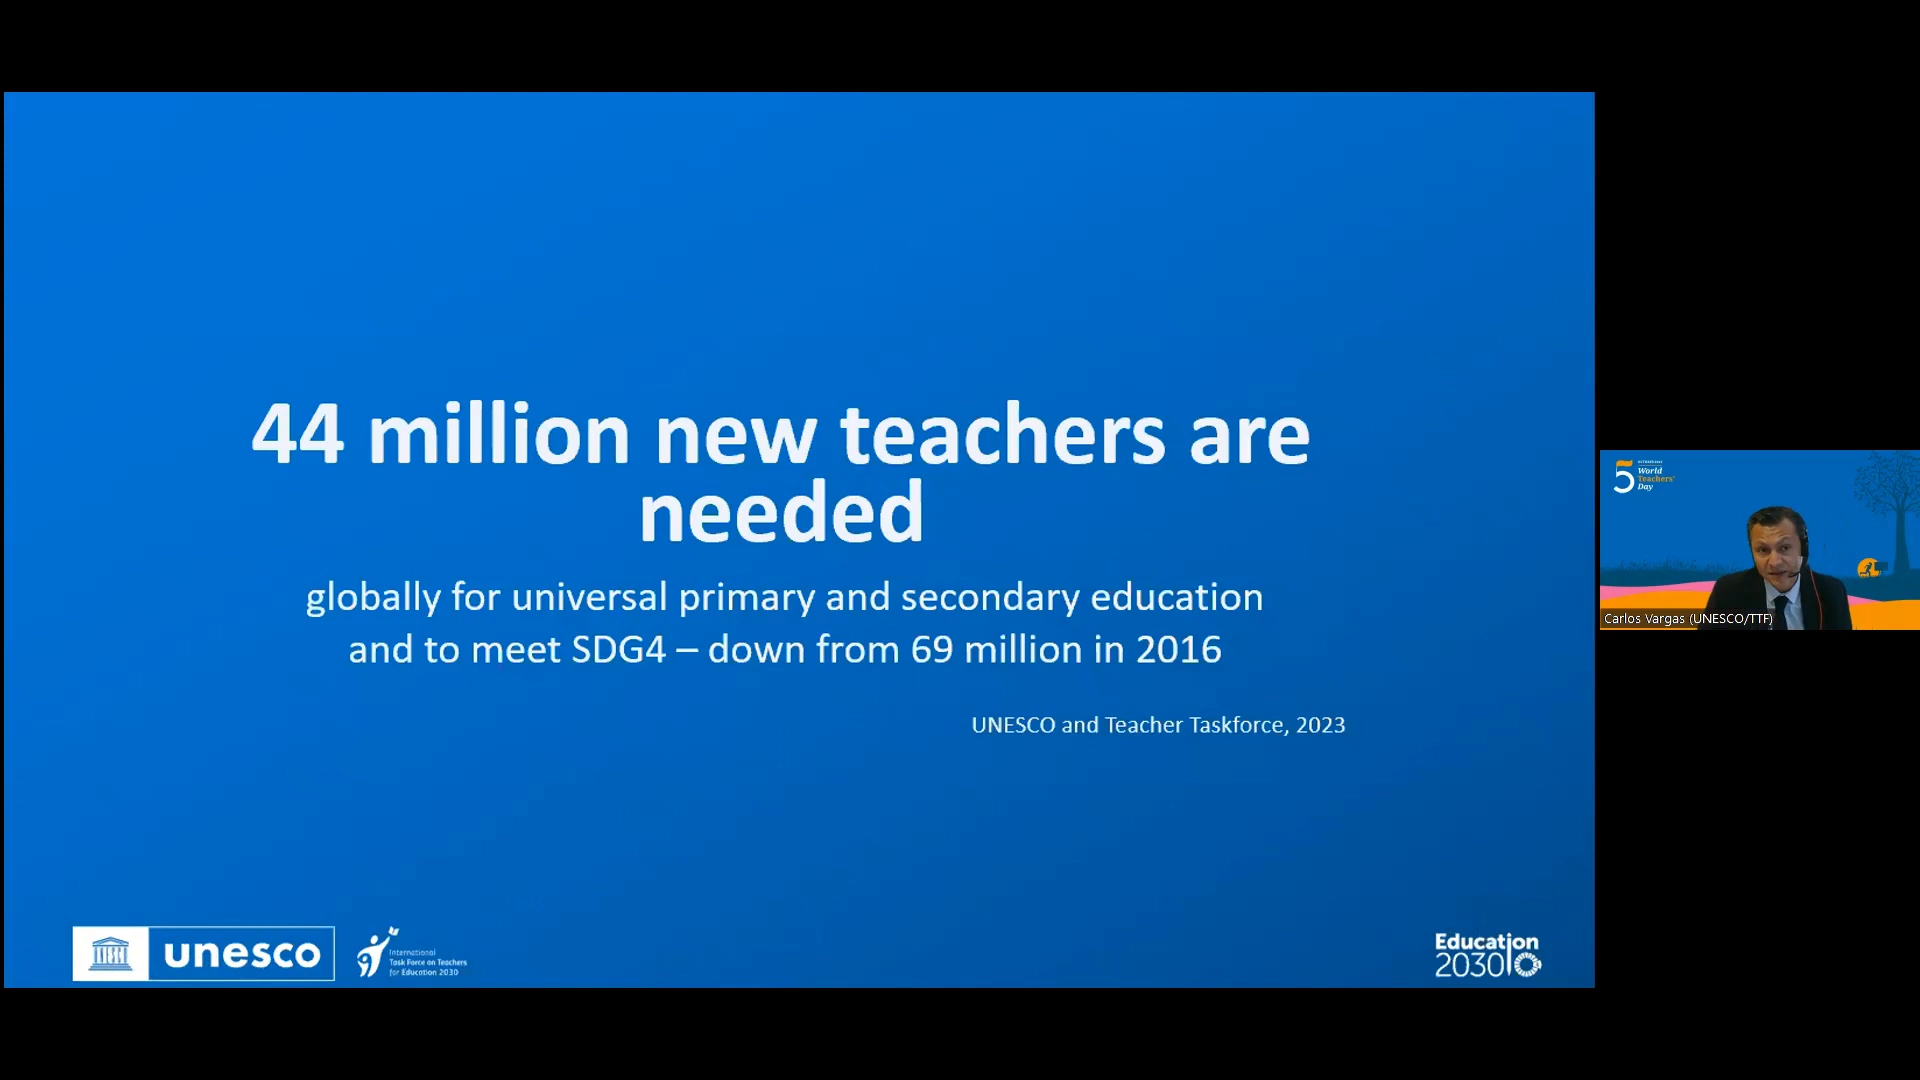 44 million new teachers are
needed
globally for universal primary and secondary education
and to meet SDG4 – down from 69 million in 2016
UNESCO and Teacher Taskforce, 2023
unesco
International
Task Force on Teachers
for Education 2030
Education
2030
5
World
Teachers'
Day
Carlos Vargas (UNESCO/TTF)